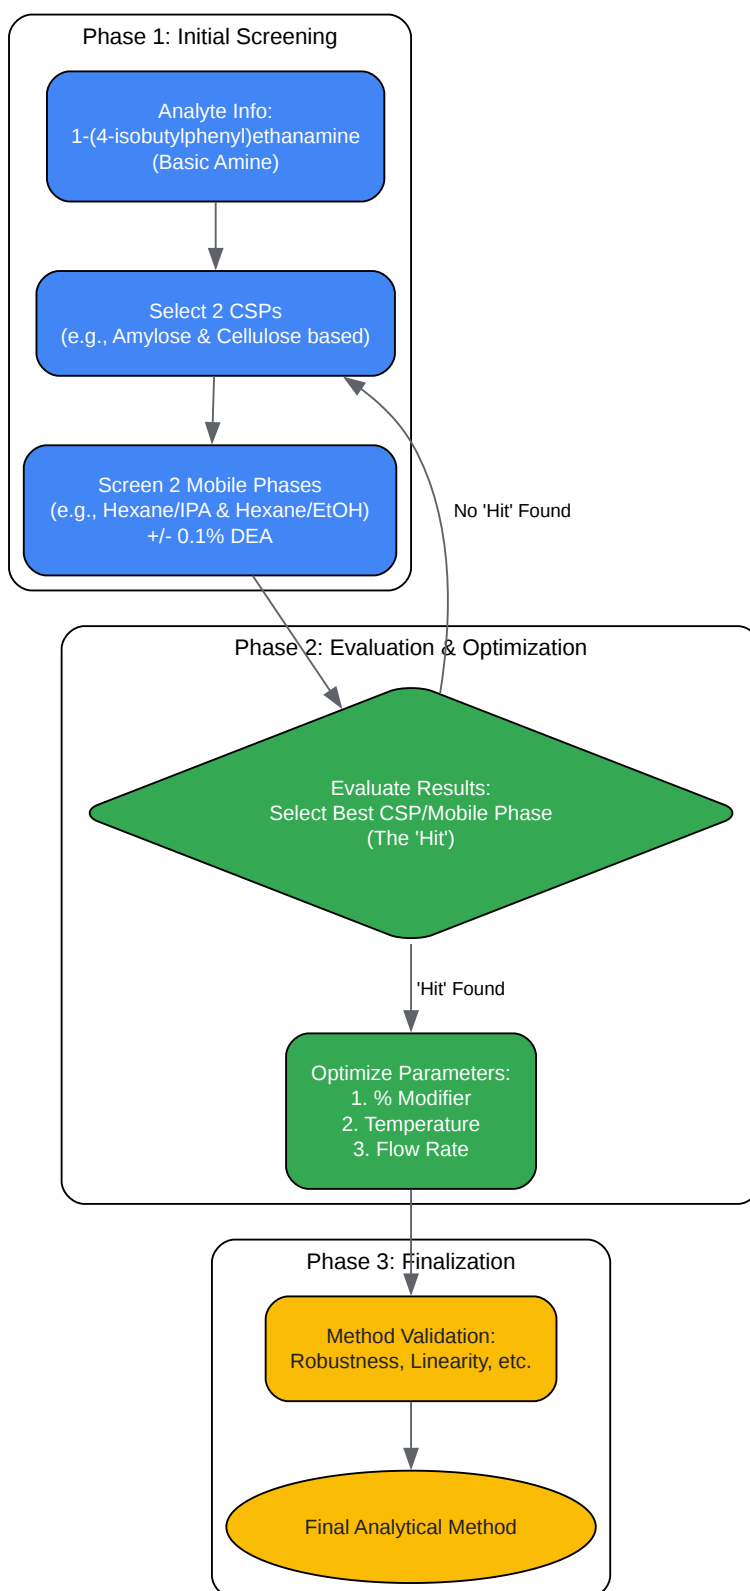 Phase 1: Initial Screening
Analyte Info:
1-(4-isobutylphenyl)ethanamine
(Basic Amine)
Select 2 CSPs
(e.g., Amylose & Cellulose based)
Screen 2 Mobile Phases
(e.g., Hexane/IPA & Hexane/EtOH)
+/- 0.1% DEA
No 'Hit' Found
Phase 2: Evaluation & Optimization
Evaluate Results:
Select Best CSP/Mobile Phase
(The 'Hit')
'Hit' Found
Optimize Parameters:
1. % Modifier
2. Temperature
3. Flow Rate
Phase 3: Finalization
Method Validation:
Robustness, Linearity, etc.
Final Analytical Method